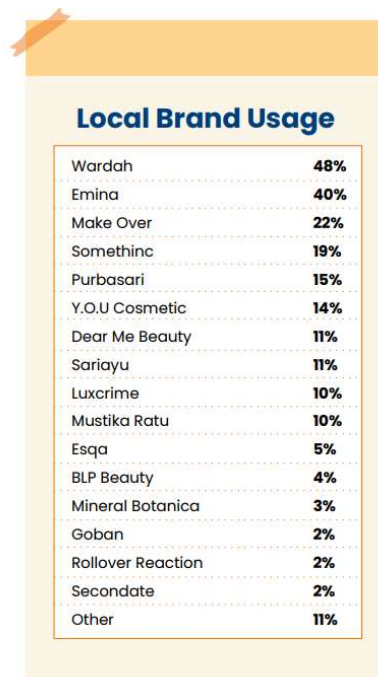 Local Brand Usage
Wardah 48%
Emina 40%
Make Over 22%
Somethinc 19%
Purbasari 15%
Y.O.U Cosmetic 14%
Dear Me Beauty 11%
Sariayu 11%
Luxcrime 10%
Mustika Ratu 10%
Esqa 5%
BLP Beauty 4%
Mineral Botanica 3%
Goban 2%
Rollover Reaction 2%
Secondate 2%
Other 11%